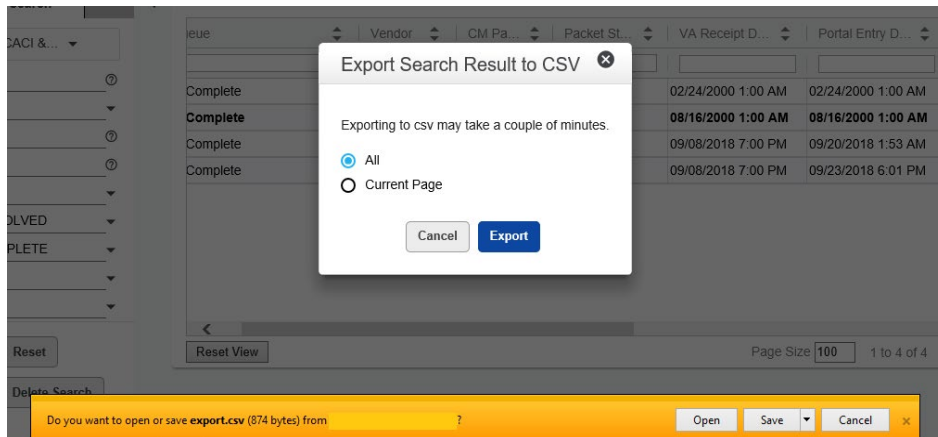 Search
CACI &...
eue Vendor CM Pa... Packet St... VA Receipt D... Portal Entry D...
Complete 02/24/2000 1:00 AM 02/24/2000 1:00 AM
Complete 08/16/2000 1:00 AM 08/16/2000 1:00 AM
Complete 09/08/2018 7:00 PM 09/20/2018 1:53 AM
Complete 09/08/2018 7:00 PM 09/23/2018 6:01 PM
OLVED
PLETE
Export Search Result to CSV
Exporting to csv may take a couple of minutes.
All
Current Page
Cancel Export
Reset Reset View Page Size 100 1 to 4 of 4
Delete Search
Do you want to open or save export.csv (874 bytes) from ? Open Save Cancel x